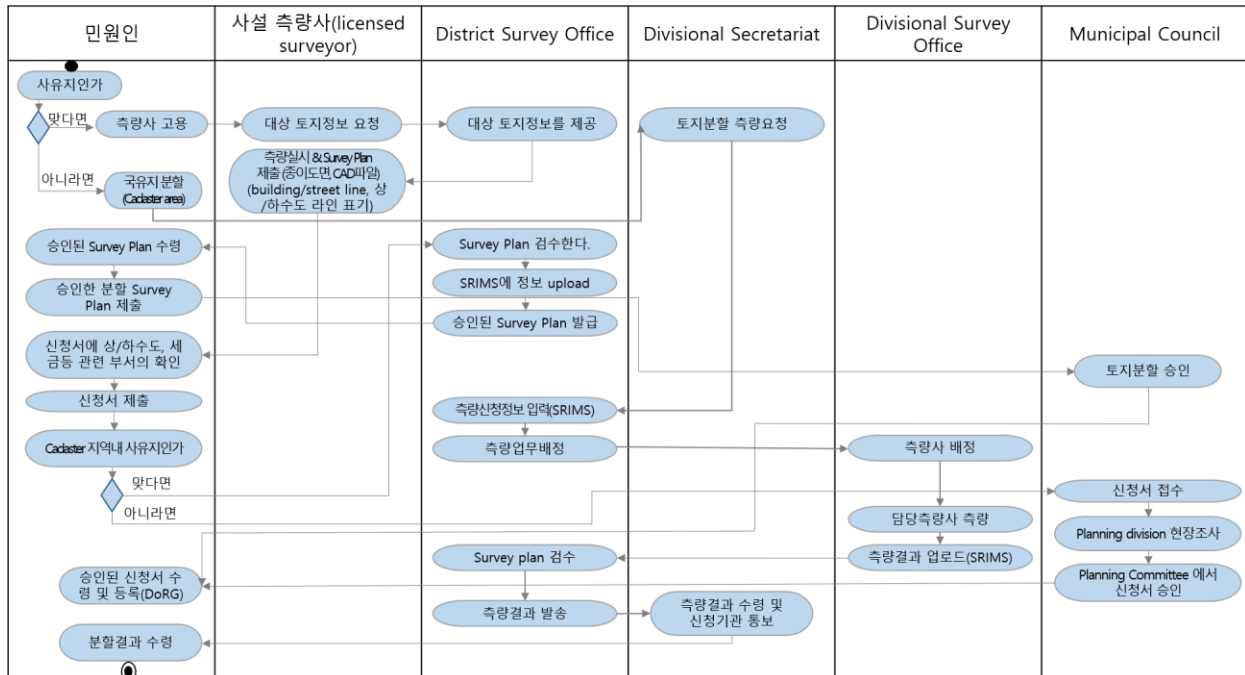 민원인
사설 측량사(licensed
surveyor)
District Survey Office
Divisional Secretariat
Divisional Survey
Office
Municipal Council
사유지인가
맞다면
측량사 고용
대상 토지정보 요청
대상 토지정보를 제공
토지분할 측량요청
아니라면
국유지 분할
(Cadaster area)
측량실시 & Survey Plan
제출 (종이도면, CAD파일)
(building/street line, 상
/하수도 라인 표기)
승인된 Survey Plan 수령
Survey Plan 검수한다.
승인한 분할 Survey
Plan 제출
SRIMS에 정보 upload
승인된 Survey Plan 발급
신청서에 상/하수도, 세
금등 관련 부서의 확인
토지분할 승인
신청서 제출
측량신청정보 입력(SRIMS)
Cadaster 지역내 사유지인가
측량업무배정
측량사 배정
맞다면
아니라면
신청서 접수
담당측량사 측량
Planning division 현장조사
Survey plan 검수
측량결과 업로드(SRIMS)
승인된 신청서 수
령 및 등록(DoRG)
Planning Committee 에서
신청서 승인
측량결과 발송
측량결과 수령 및
신청기관 통보
분할결과 수령